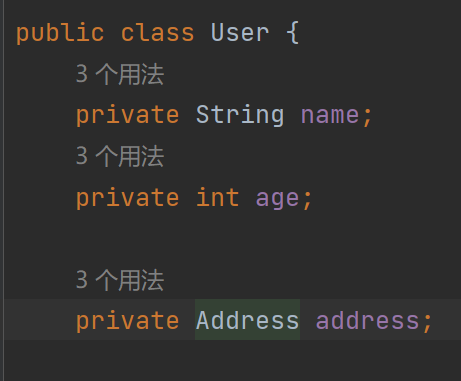 public class User {
3 个用法
private String name;
3 个用法
private int age;
3 个用法
private Address address;